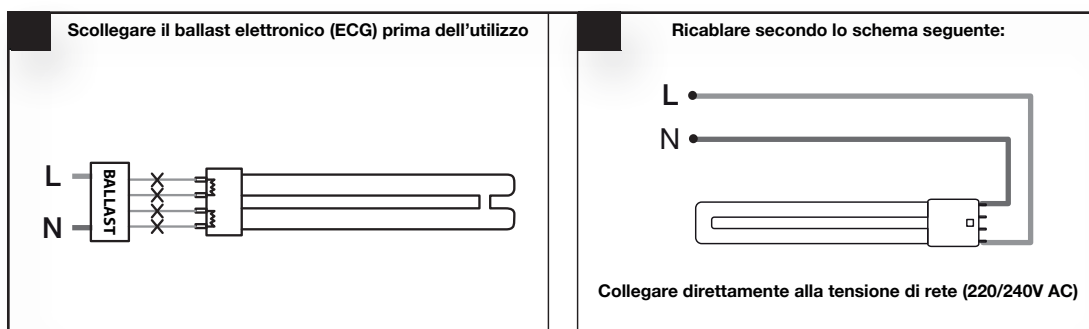 Scollegare il ballast elettronico (ECG) prima dell'utilizzo
L
N
BALLAST
Ricablare secondo lo schema seguente:
L
N
Collegare direttamente alla tensione di rete (220/240V AC)